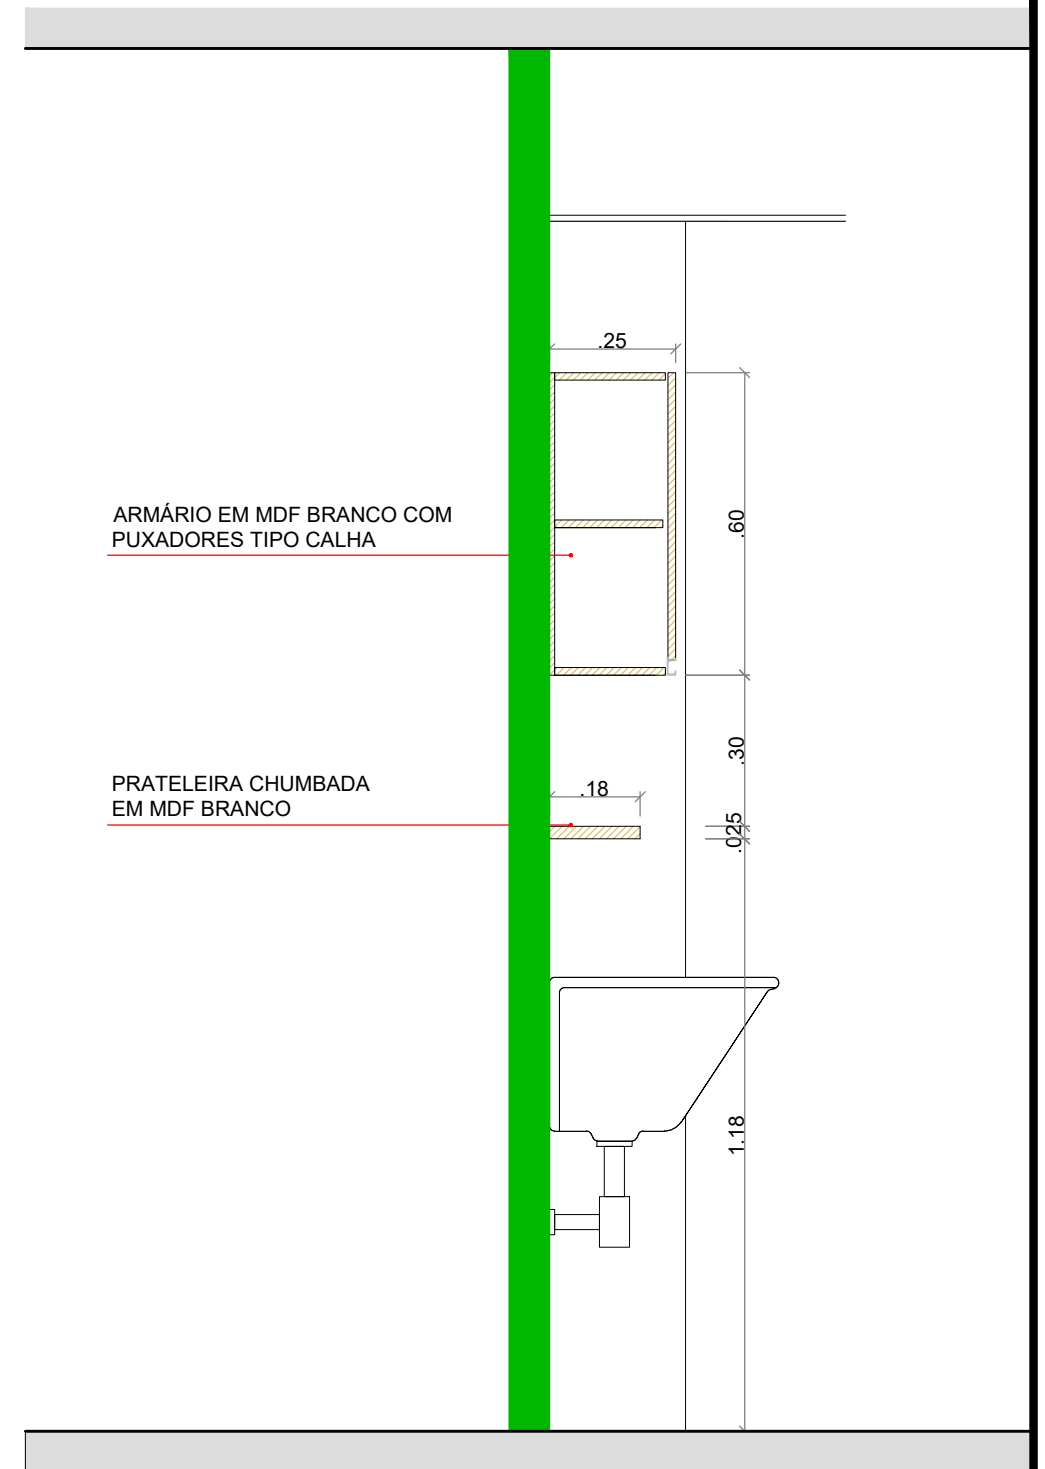 .25
ARMÁRIO EM MDF BRANCO COM
PUXADORES TIPO CALHA
.60
.30
PRATELEIRA CHUMBADA
EM MDF BRANCO
.18
.025
1.18